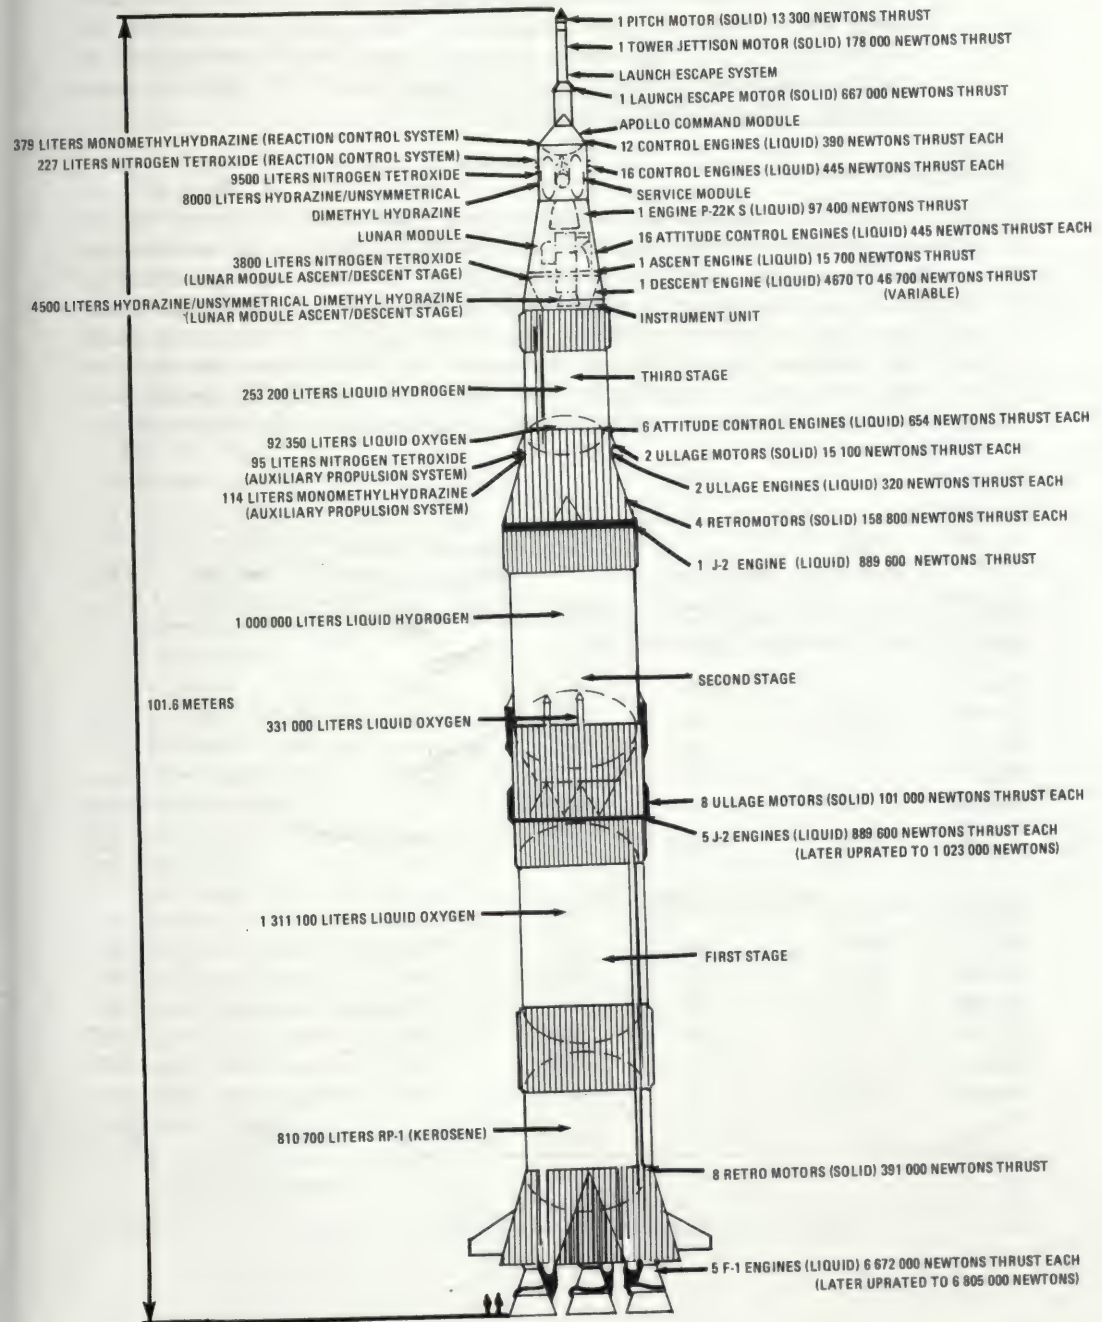 1 PITCH MOTOR (SOLID) 13 300 NEWTONS THRUST
1 TOWER JETTISON MOTOR (SOLID) 178 000 NEWTONS THRUST
LAUNCH ESCAPE SYSTEM
1 LAUNCH ESCAPE MOTOR (SOLID) 667 000 NEWTONS THRUST
APOLLO COMMAND MODULE
379 LITERS MONOMETHYLHYDRAZINE (REACTION CONTROL SYSTEM)
12 CONTROL ENGINES (LIQUID) 390 NEWTONS THRUST EACH
227 LITERS NITROGEN TETROXIDE (REACTION CONTROL SYSTEM)
16 CONTROL ENGINES (LIQUID) 445 NEWTONS THRUST EACH
9500 LITERS NITROGEN TETROXIDE
SERVICE MODULE
8000 LITERS HYDRAZINE/UNSYMMETRICAL
DIMETHYL HYDRAZINE
1 ENGINE P-22K S (LIQUID) 97 400 NEWTONS THRUST
LUNAR MODULE
16 ATTITUDE CONTROL ENGINES (LIQUID) 445 NEWTONS THRUST EACH
3800 LITERS NITROGEN TETROXIDE
(LUNAR MODULE ASCENT/DESCENT STAGE)
1 ASCENT ENGINE (LIQUID) 15 700 NEWTONS THRUST
1 DESCENT ENGINE (LIQUID) 4670 TO 46 700 NEWTONS THRUST
(VARIABLE)
4500 LITERS HYDRAZINE/UNSYMMETRICAL DIMETHYL HYDRAZINE
(LUNAR MODULE ASCENT/DESCENT STAGE)
INSTRUMENT UNIT
THIRD STAGE
253 200 LITERS LIQUID HYDROGEN
6 ATTITUDE CONTROL ENGINES (LIQUID) 654 NEWTONS THRUST EACH
92 350 LITERS LIQUID OXYGEN
2 ULLAGE MOTORS (SOLID) 15 100 NEWTONS THRUST EACH
95 LITERS NITROGEN TETROXIDE
(AUXILIARY PROPULSION SYSTEM)
2 ULLAGE ENGINES (LIQUID) 320 NEWTONS THRUST EACH
114 LITERS MONOMETHYLHYDRAZINE
(AUXILIARY PROPULSION SYSTEM)
4 RETROMOTORS (SOLID) 158 800 NEWTONS THRUST EACH
1 J-2 ENGINE (LIQUID) 889 600 NEWTONS THRUST
1 000 000 LITERS LIQUID HYDROGEN
SECOND STAGE
101.6 METERS
331 000 LITERS LIQUID OXYGEN
8 ULLAGE MOTORS (SOLID) 101 000 NEWTONS THRUST EACH
5 J-2 ENGINES (LIQUID) 889 600 NEWTONS THRUST EACH
(LATER UPRATED TO 1 023 000 NEWTONS)
1 311 100 LITERS LIQUID OXYGEN
FIRST STAGE
810 700 LITERS RP-1 (KEROSENE)
8 RETRO MOTORS (SOLID) 391 000 NEWTONS THRUST
5 F-1 ENGINES (LIQUID) 6 672 000 NEWTONS THRUST EACH
(LATER UPRATED TO 6 805 000 NEWTONS)